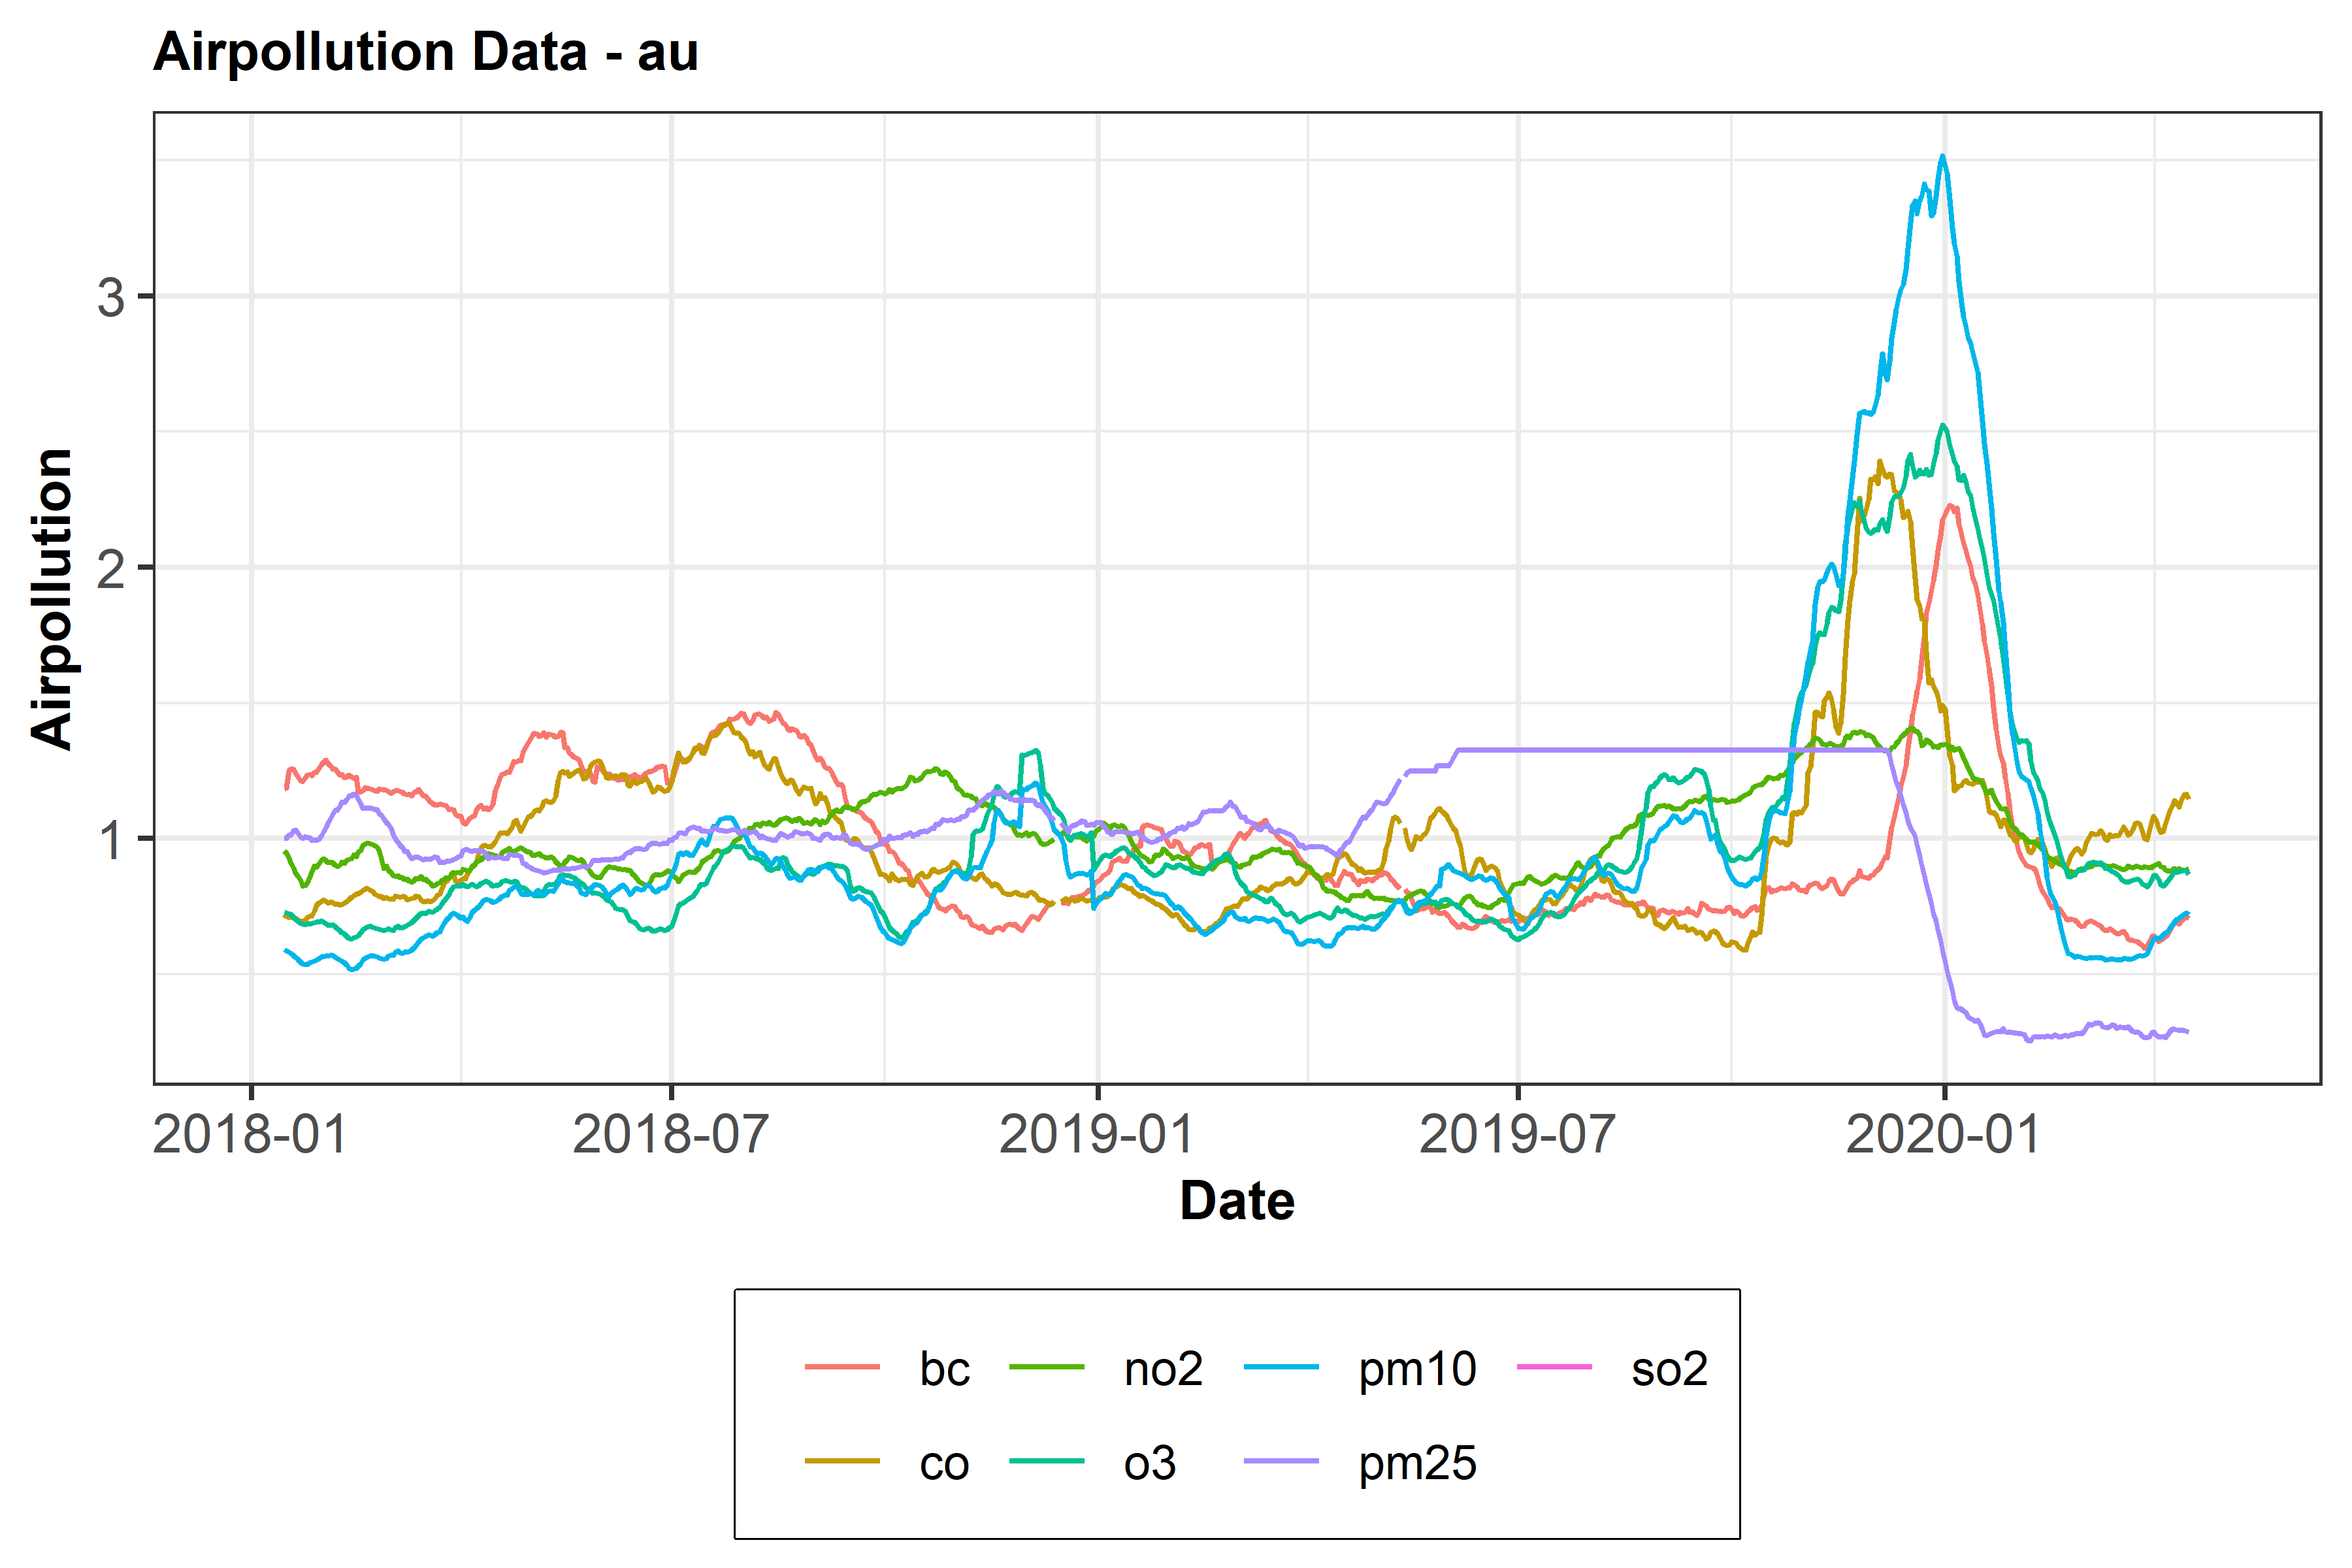 Airpollution Data - au
Airpollution
3
2
1
2018-01 2018-07 2019-01 2019-07 2020-01
Date
bc no2 pm10 so2
co o3 pm25